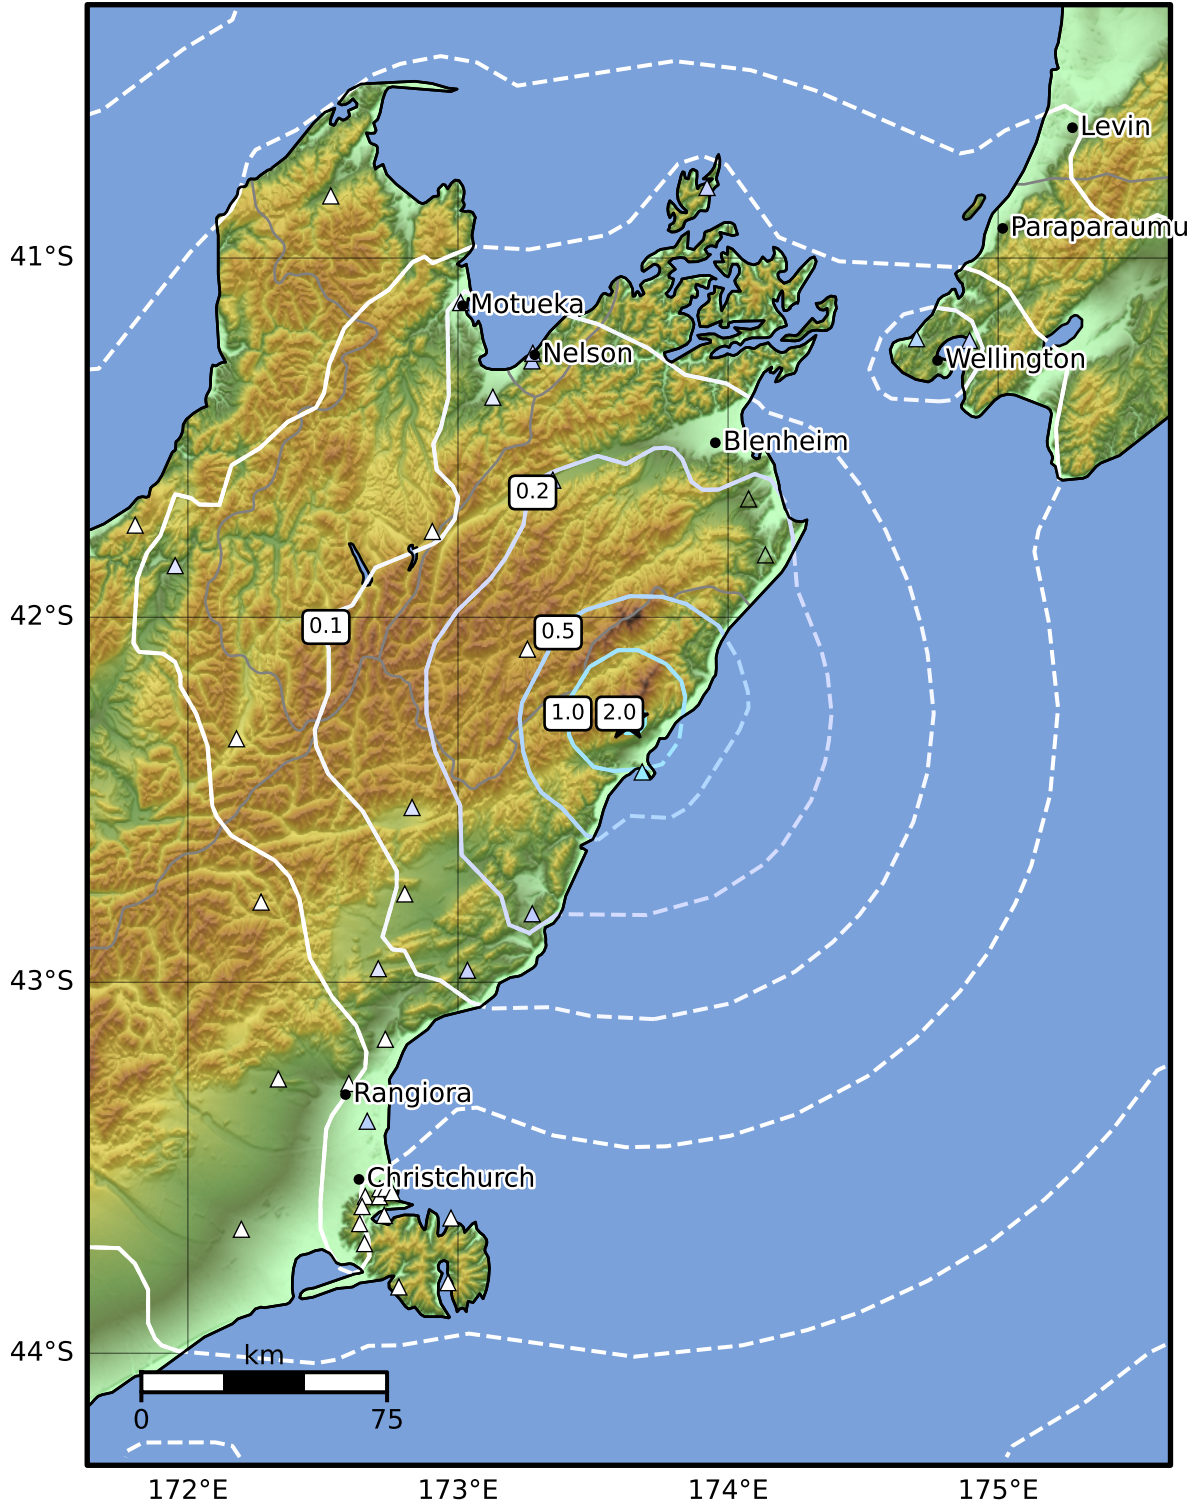 Levin
Paraparaumu
41°S
Motueka
Nelson
Wellington
Blenheim
0.2
42°S
0.1
0.5
1.0
2.0
43°S
Rangiora
Christchurch
44°S
km
0
75
172°E
173°E
174°E
175°E